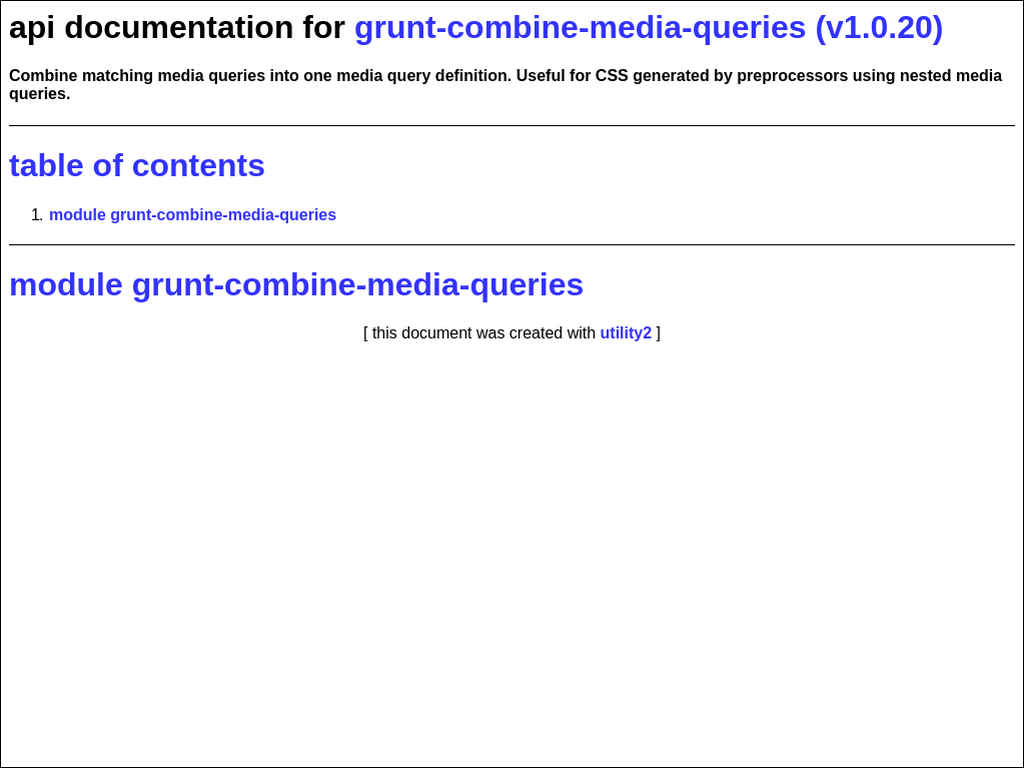 api documentation for grunt-combine-media-queries (v1.0.20)
Combine matching media queries into one media query definition. Useful for CSS generated by preprocessors using nested media
queries.
table of contents
1. module grunt-combine-media-queries
module grunt-combine-media-queries
[ this document was created with utility2 ]